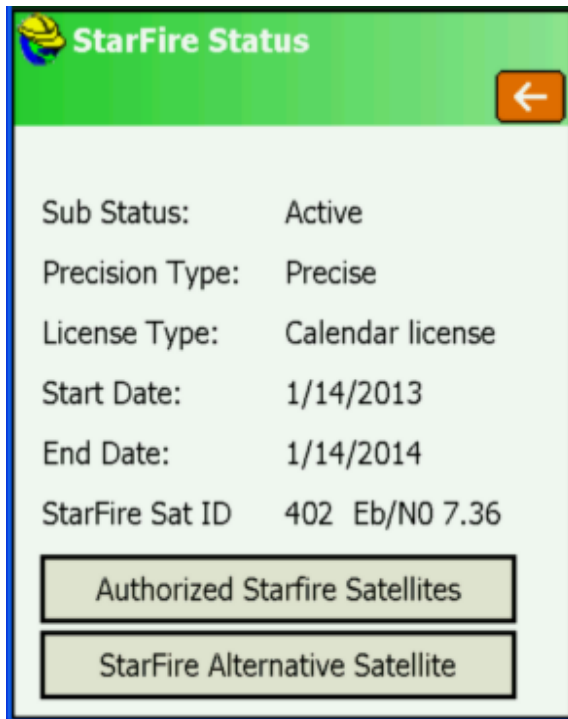 StarFire Status
Sub Status: Active
Precision Type: Precise
License Type: Calendar license
Start Date: 1/14/2013
End Date: 1/14/2014
StarFire Sat ID 402 Eb/N0 7.36
Authorized Starfire Satellites
StarFire Alternative Satellite